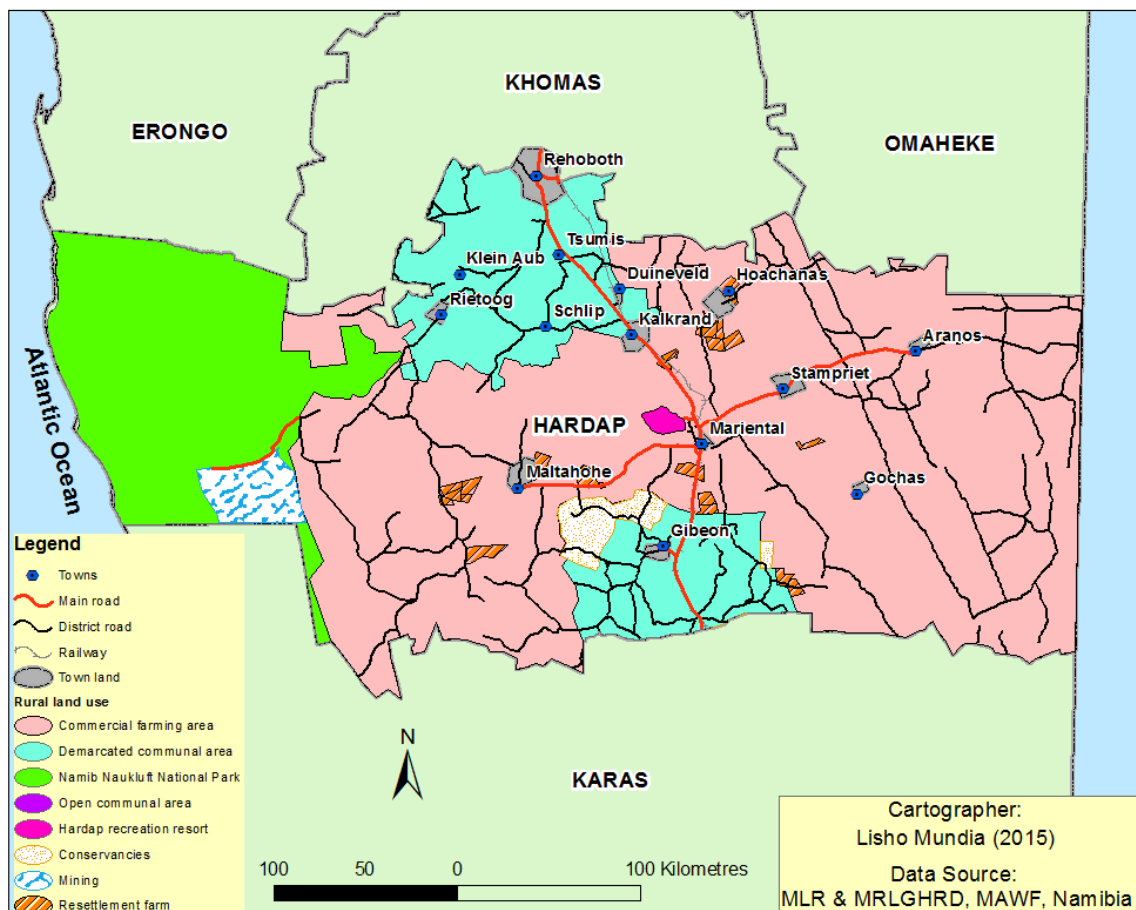 KHOMAS
ERONGO
OMAHEKE
Rehoboth
Tsumis
Klein Aub
Duineveld
Hoachanas
Rietoog
Schlip
Kalkrand
Aranos
Stampriet
Atlantic Ocean
HARDAP
Mariental
Maltahohe
Gochas
Gibeon
Legend
Towns
Main road
District road
Railway
Town land
Rural land use
Commercial farming area
Demarcated communal area
Namib Naukluft National Park
Open communal area
Hardap recreation resort
Conservancies
Mining
Resettlement farm
N
KARAS
100 50 0 100 Kilometres
Cartographer:
Lisho Mundia (2015)
Data Source:
MLR & MRLGHRD, MAWF, Namibia